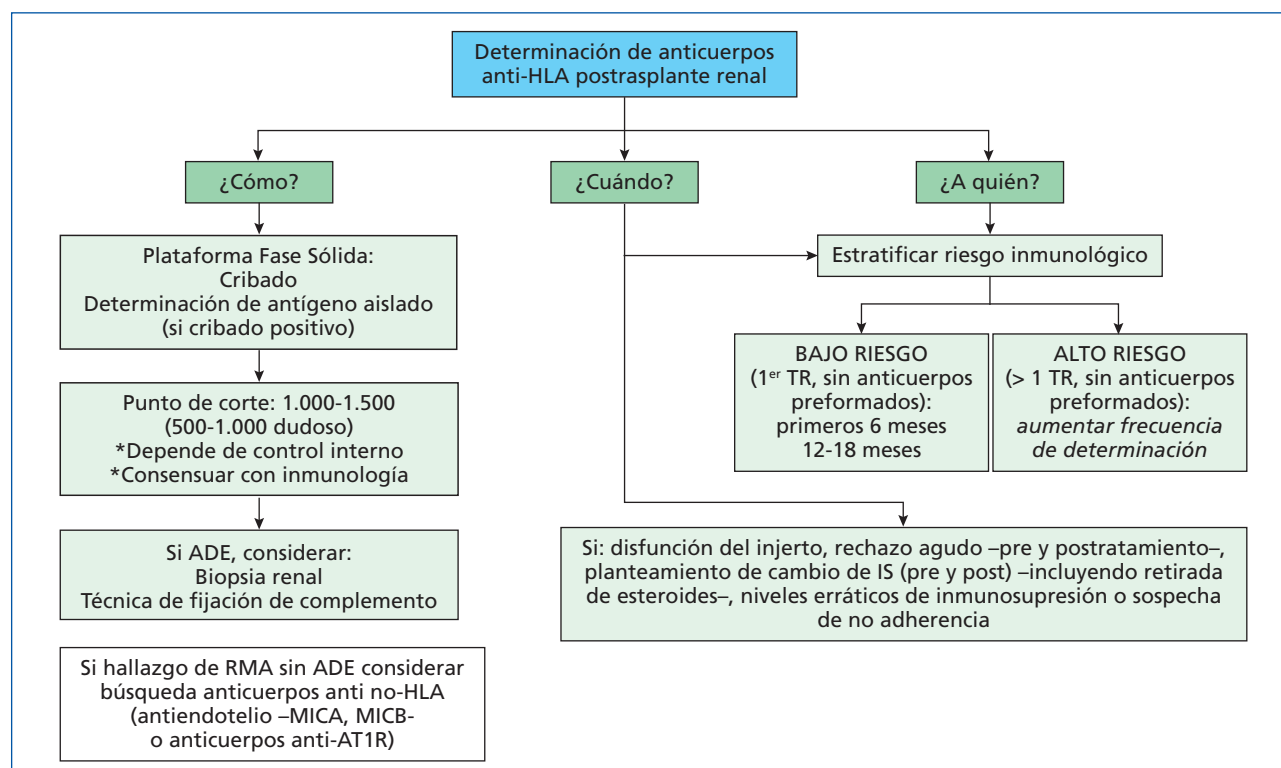 Determinación de anticuerpos
anti-HLA postrasplante renal
¿Cómo?
¿Cuándo?
¿A quién?
Plataforma Fase Sólida:
Cribado
Determinación de antígeno aislado
(si cribado positivo)
Estratificar riesgo inmunológico
Punto de corte: 1.000-1.500
(500-1.000 dudoso)
*Depende de control interno
*Consensuar con inmunología
BAJO RIESGO
(1er TR, sin anticuerpos
preformados):
primeros 6 meses
12-18 meses
ALTO RIESGO
(> 1 TR, sin anticuerpos
preformados):
aumentar frecuencia
de determinación
Si ADE, considerar:
Biopsia renal
Técnica de fijación de complemento
Si: disfunción del injerto, rechazo agudo –pre y postratamiento–,
planteamiento de cambio de IS (pre y post) –incluyendo retirada
de esteroides–, niveles erráticos de inmunosupresión o sospecha
de no adherencia
Si hallazgo de RMA sin ADE considerar
búsqueda anticuerpos anti no-HLA
(antiendotelio –MICA, MICB-
o anticuerpos anti-AT1R)